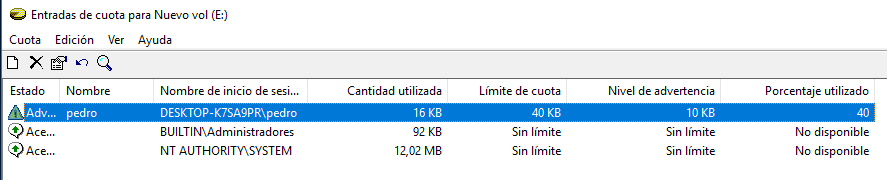 Entradas de cuota para Nuevo vol (E:)
Cuota Edición Ver Ayuda
Estado Nombre Nombre de inicio de sesi... Cantidad utilizada Límite de cuota Nivel de advertencia Porcentaje utilizado
Adv... pedro DESKTOP-K7SA9PR\pedro 16 KB 40 KB 10 KB 40
Ace... BUILTIN\Administradores 92 KB Sin límite Sin límite No disponible
Ace... NT AUTHORITY\SYSTEM 12,02 MB Sin límite Sin límite No disponible